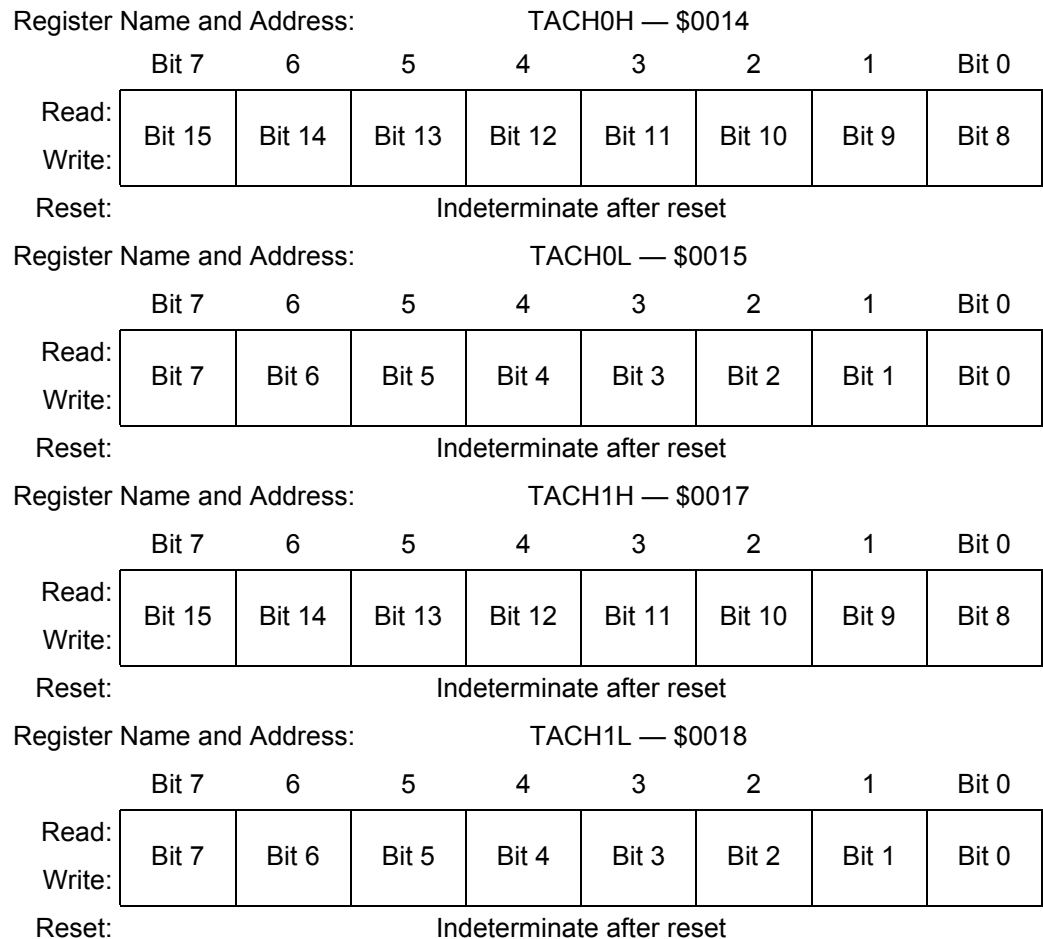 Register Name and Address: TACH0H — $0014
Bit 7 6 5 4 3 2 1 Bit 0
Read:
Bit 15 Bit 14 Bit 13 Bit 12 Bit 11 Bit 10 Bit 9 Bit 8
Write:
Reset: Indeterminate after reset
Register Name and Address: TACH0L — $0015
Bit 7 6 5 4 3 2 1 Bit 0
Read:
Bit 7 Bit 6 Bit 5 Bit 4 Bit 3 Bit 2 Bit 1 Bit 0
Write:
Reset: Indeterminate after reset
Register Name and Address: TACH1H — $0017
Bit 7 6 5 4 3 2 1 Bit 0
Read:
Bit 15 Bit 14 Bit 13 Bit 12 Bit 11 Bit 10 Bit 9 Bit 8
Write:
Reset: Indeterminate after reset
Register Name and Address: TACH1L — $0018
Bit 7 6 5 4 3 2 1 Bit 0
Read:
Bit 7 Bit 6 Bit 5 Bit 4 Bit 3 Bit 2 Bit 1 Bit 0
Write:
Reset: Indeterminate after reset